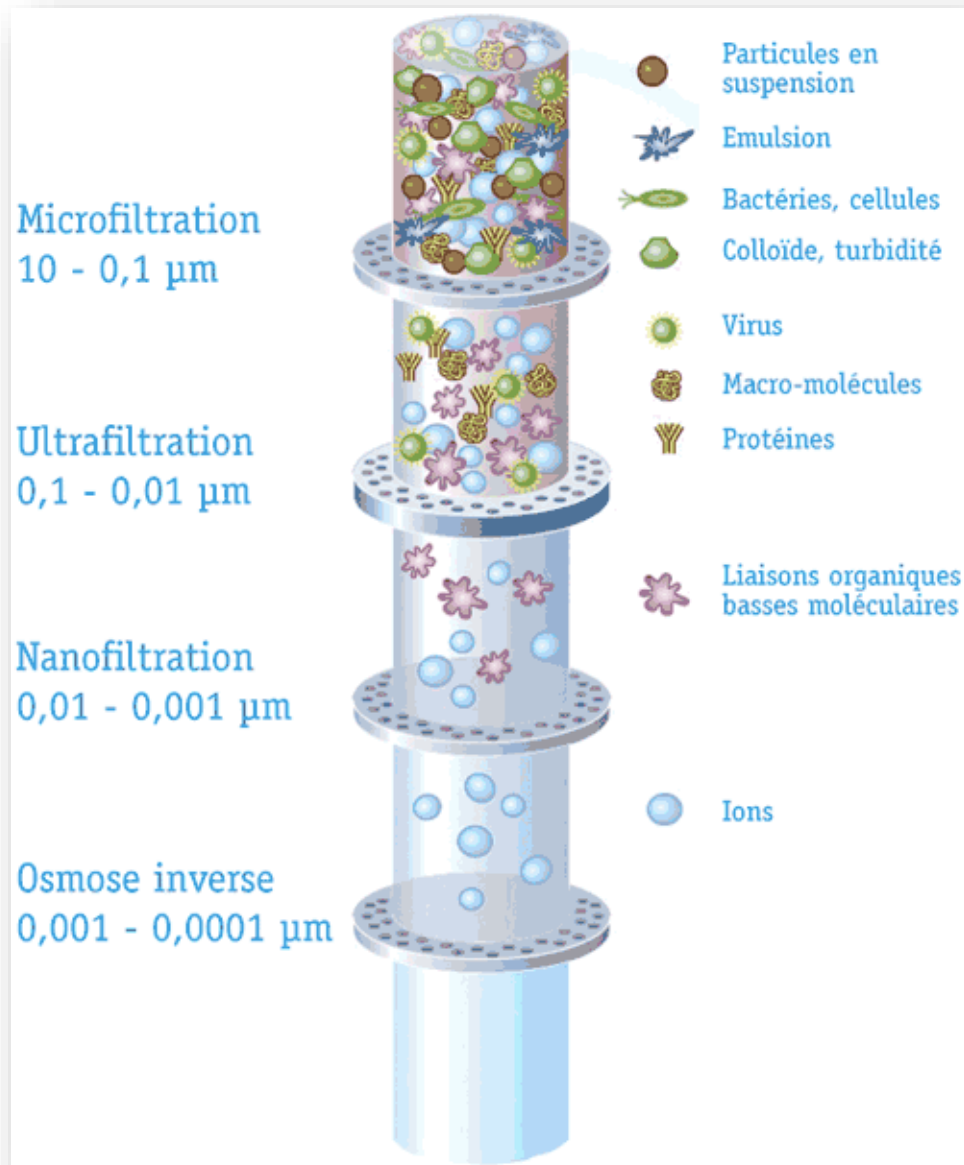 Particules en
suspension
Emulsion
Bactéries, cellules
Colloïde, turbidité
Microfiltration
10 - 0,1 µm
Virus
Macro-molécules
Protéines
Ultrafiltration
0,1 - 0,01 µm
Liaisons organiques
basses moléculaires
Nanofiltration
0,01 - 0,001 µm
Ions
Osmose inverse
0,001 - 0,0001 µm